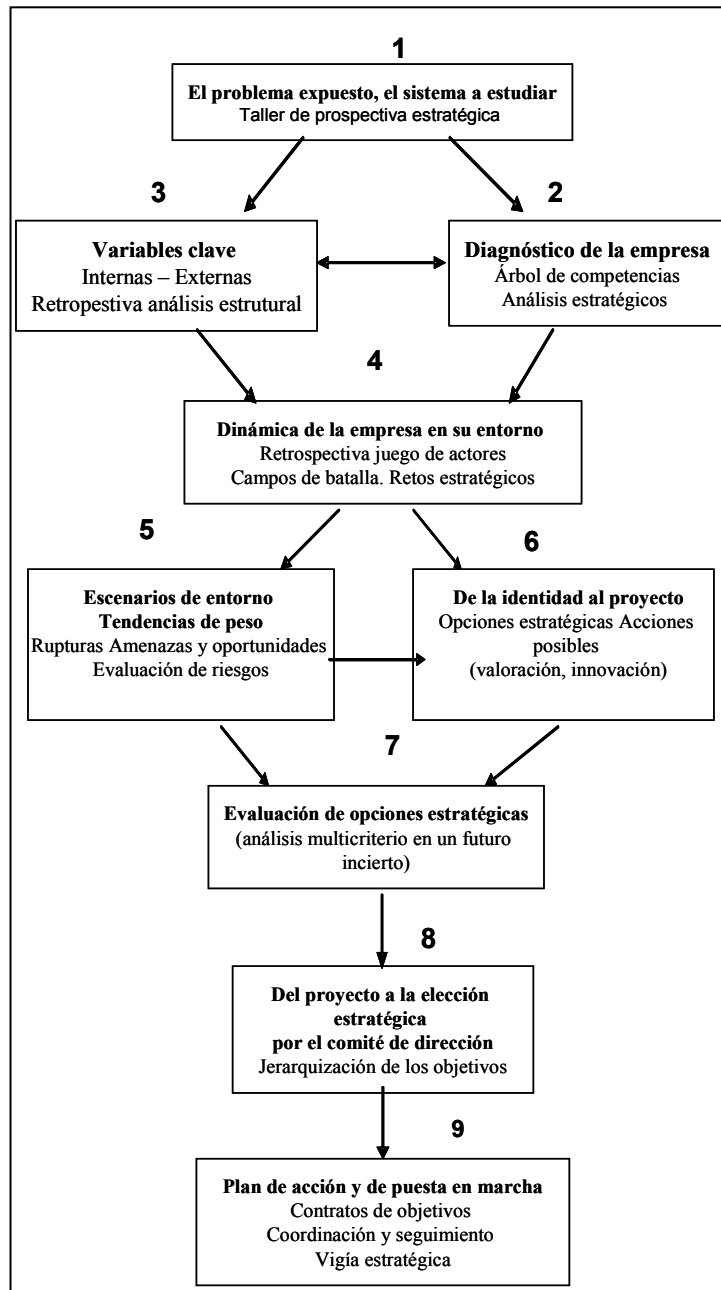 1
El problema expuesto, el sistema a estudiar
Taller de prospectiva estratégica
3
Variables clave
Internas – Externas
Retropestiva análisis estrutural
2
Diagnóstico de la empresa
Árbol de competencias
Análisis estratégicos
4
Dinámica de la empresa en su entorno
Retrospectiva juego de actores
Campos de batalla. Retos estratégicos
5
Escenarios de entorno
Tendencias de peso
Rupturas Amenazas y oportunidades
Evaluación de riesgos
6
De la identidad al proyecto
Opciones estratégicas Acciones
posibles
(valoración, innovación)
7
Evaluación de opciones estratégicas
(análisis multicriterio en un futuro
incierto)
8
Del proyecto a la elección
estratégica
por el comité de dirección
Jerarquización de los objetivos
9
Plan de acción y de puesta en marcha
Contratos de objetivos
Coordinación y seguimiento
Vigía estratégica